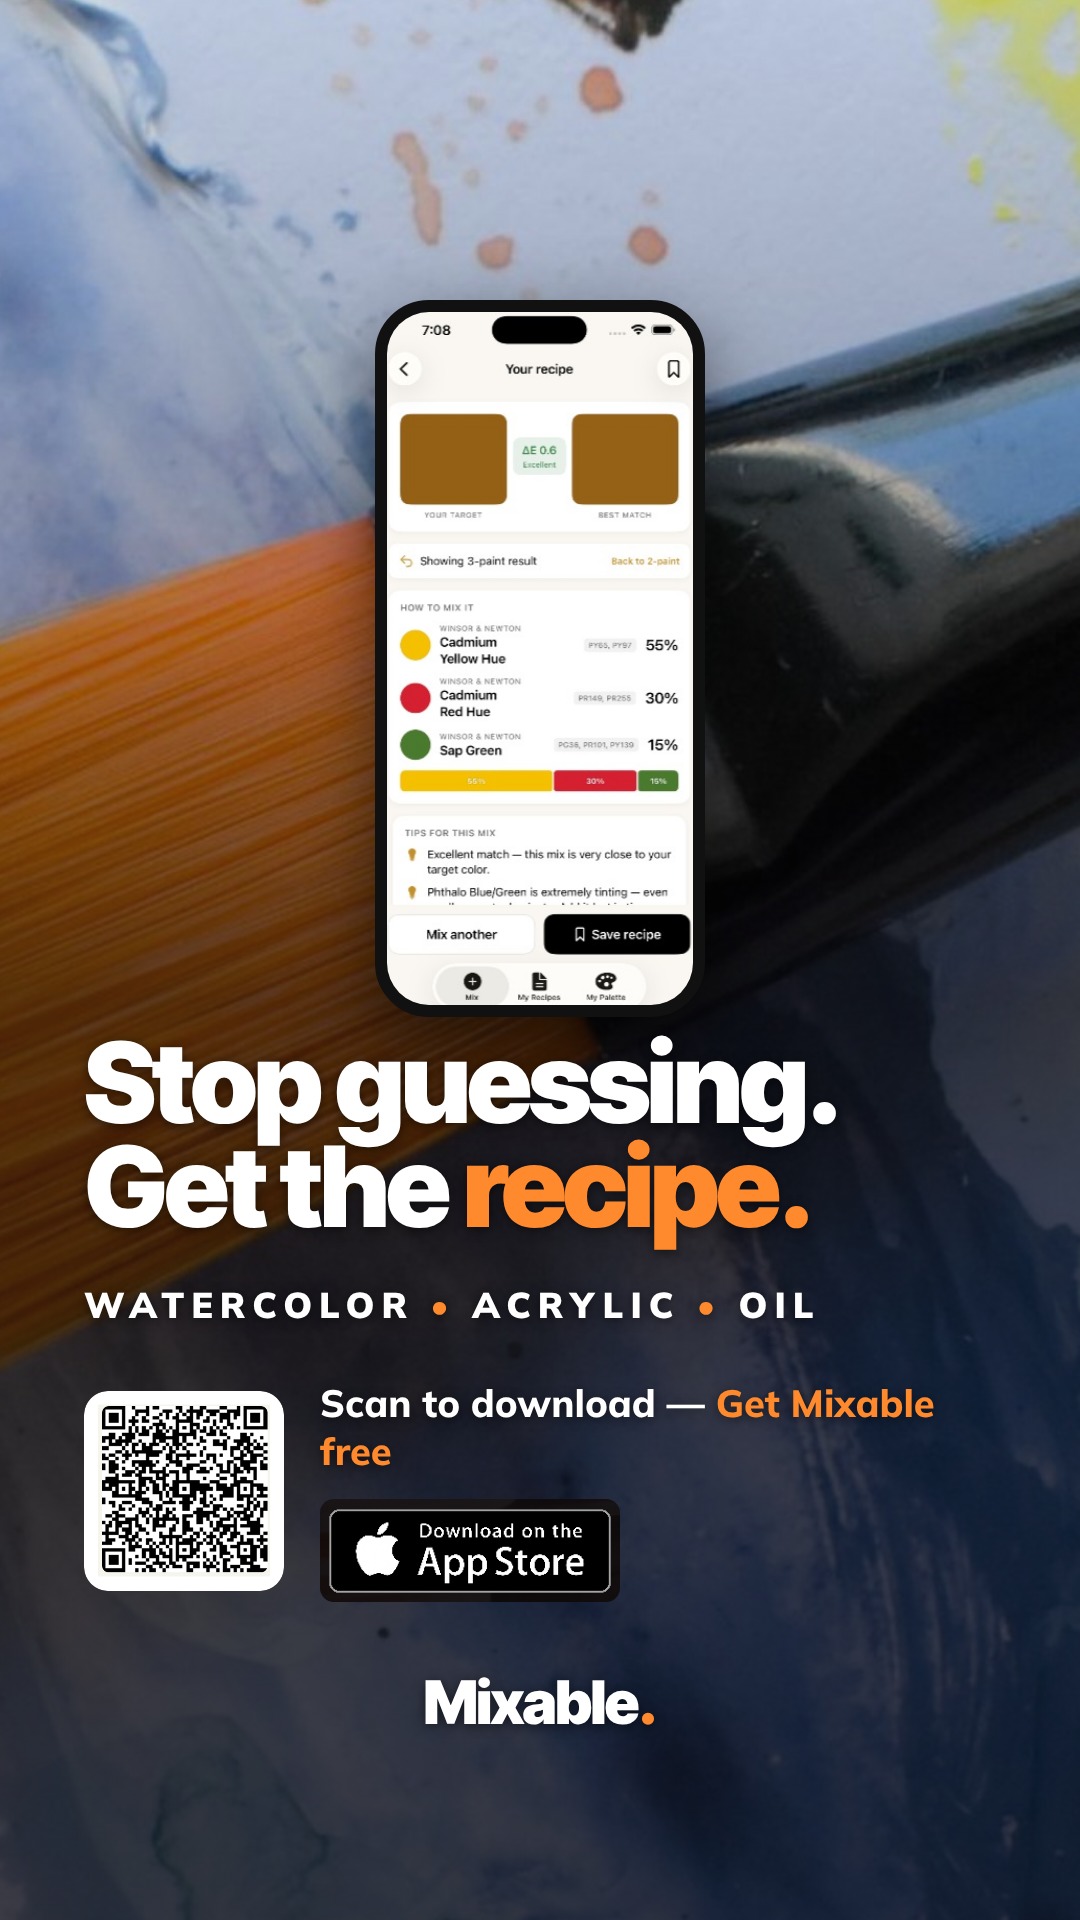 7:08
Your recipe
ΔE 0.6
Excellent
YOUR TARGET
BEST MATCH
Showing 3-paint result
Back to 2-paint
HOW TO MIX IT
WINSOR & NEWTON
Cadmium
Yellow Hue
PY65, PY97
55%
WINSOR & NEWTON
Cadmium
Red Hue
PR149, PR255
30%
WINSOR & NEWTON
Sap Green
PG36, PR101, PY139
15%
55%
30%
15%
TIPS FOR THIS MIX
Excellent match — this mix is very close to your
target color.
Phthalo Blue/Green is extremely tinting — even
Mix another
Save recipe
Mix
My Recipes
My Palette
Stop guessing.
Get the recipe.
WATERCOLOR • ACRYLIC • OIL
Scan to download — Get Mixable
free
Download on the
App Store
Mixable.